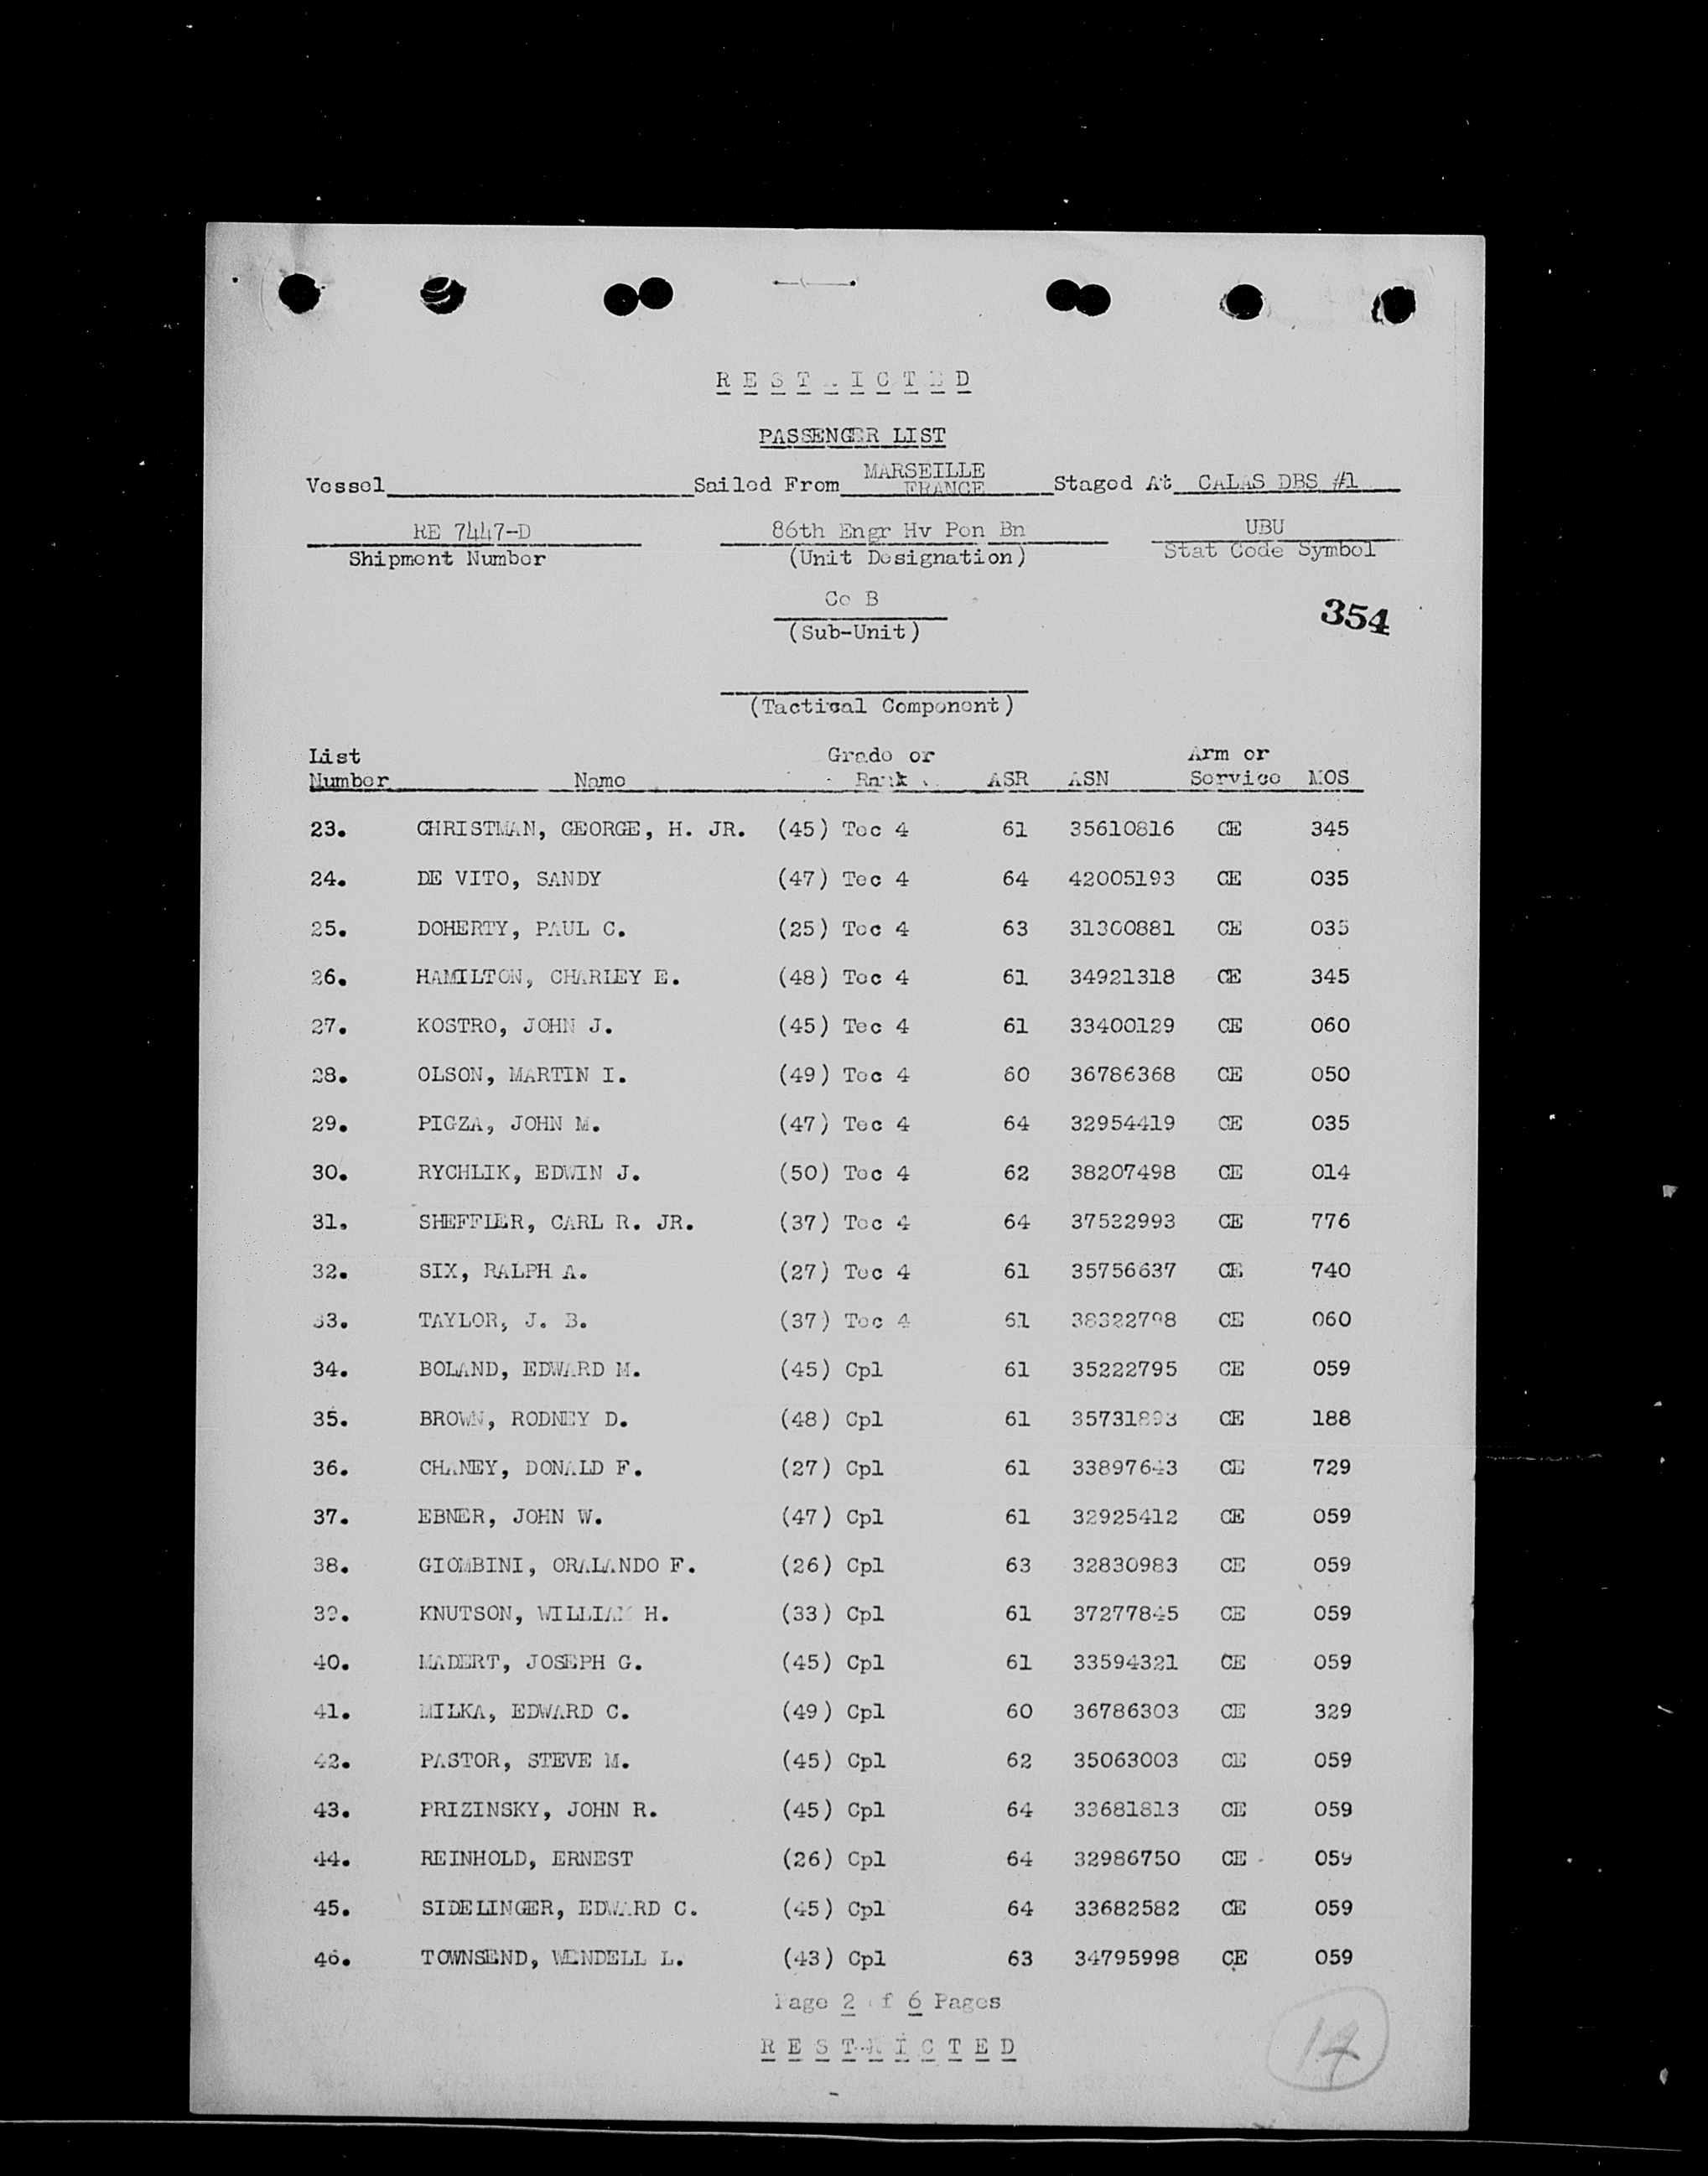 RESTRICTED
PASSENGER LIST
Vessel Sailed From MARSEILLE FRANCE Staged At CALAS DBS #1
RE 7447-D 86th Engr Hv Pon Bn UBU
Shipment Number (Unit Designation) Stat Code Symbol
Co B
354
(Sub-Unit)
(Tactical Component)
List Grade or Arm or
Number Name Rank ASR ASN Service MOS
23. CHRISTMAN, GEORGE, H. JR. (45) Tec 4 61 35610816 CE 345
24. DE VITO, SANDY (47) Tec 4 64 42005193 CE 035
25. DOHERTY, PAUL C. (25) Tec 4 63 31300881 CE 035
26. HAMILTON, CHARLEY E. (48) Tec 4 61 34921318 CE 345
27. KOSTRO, JOHN J. (45) Tec 4 61 33400129 CE 060
28. OLSON, MARTIN I. (49) Tec 4 60 36786368 CE 050
29. PIGZA, JOHN M. (47) Tec 4 64 32954419 CE 035
30. RYCHLIK, EDWIN J. (50) Tec 4 62 38207498 CE 014
31. SHEFFLER, CARL R. JR. (37) Tec 4 64 37522993 CE 776
32. SIX, RALPH A. (27) Tec 4 61 35756637 CE 740
33. TAYLOR, J. B. (37) Tec 4 61 CE 060
34. BOLAND, EDWARD M. (45) Cpl 61 35222795 CE 059
35. BROWN, RODNEY D. (48) Cpl 61 35731893 CE 188
36. CHANEY, DONALD F. (27) Cpl 61 33897643 CE 729
37. EBNER, JOHN W. (47) Cpl 61 32925412 CE 059
38. GIOMBINI, ORALANDO F. (26) Cpl 63 32830983 CE 059
39. KNUTSON, WILLIAM H. (33) Cpl 61 37277845 CE 059
40. MADERT, JOSEPH G. (45) Cpl 61 33594321 CE 059
41. MILKA, EDWARD C. (49) Cpl 60 36786303 CE 329
42. PASTOR, STEVE M. (45) Cpl 62 35063003 CE 059
43. PRIZINSKY, JOHN R. (45) Cpl 64 33681813 CE 059
44. REINHOLD, ERNEST (26) Cpl 64 32986750 CE 059
45. SIDELINGER, EDWARD C. (45) Cpl 64 33682582 CE 059
46. TOWNSEND, WENDELL L. (43) Cpl 63 34795998 CE 059
Page 2 of 6 Pages
RESTRICTED